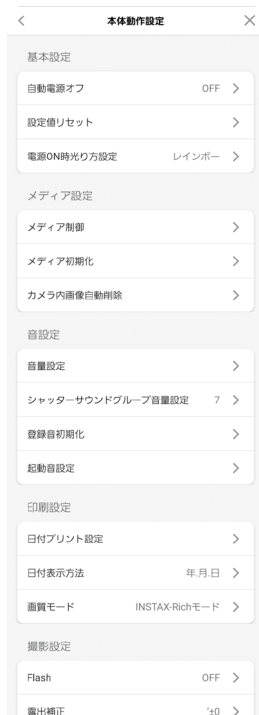 本体動作設定
基本設定
自動電源オフ OFF
設定値リセット
電源ON時光り方設定 レインボー
メディア設定
メディア制御
メディア初期化
カメラ内画像自動削除
音設定
音量設定
シャッターサウンドグループ音量設定 7
登録音初期化
起動音設定
印刷設定
日付プリント設定
日付表示方法 年.月.日
画質モード INSTAX-Richモード
撮影設定
Flash OFF
露出補正 ±0